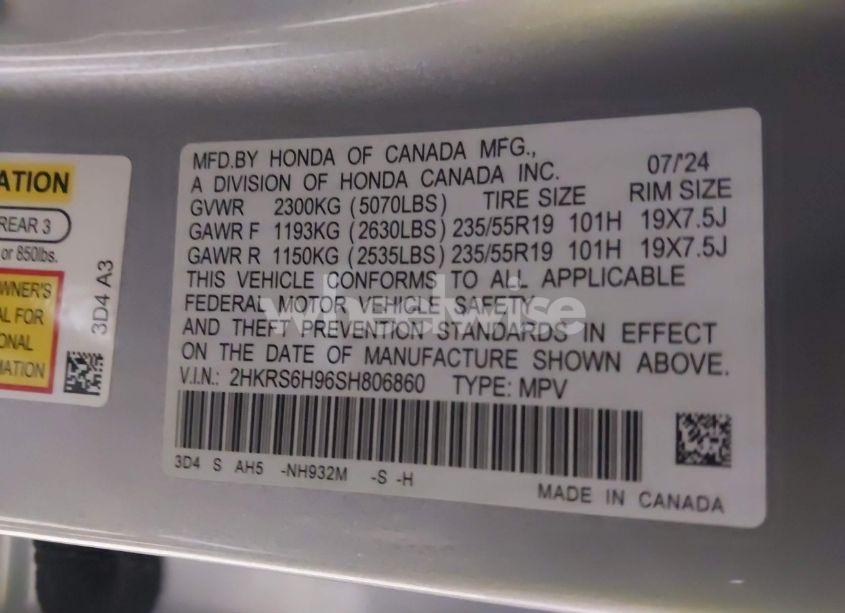 ATION
REAR 3
or 850lbs.
WNER'S
AL FOR
ONAL
MATION
3D4 A3
MFD.BY HONDA OF CANADA MFG.,
A DIVISION OF HONDA CANADA INC. 07/'24
GVWR 2300KG (5070LBS) TIRE SIZE RIM SIZE
GAWR F 1193KG (2630LBS) 235/55R19 101H 19X7.5J
GAWR R 1150KG (2535LBS) 235/55R19 101H 19X7.5J
THIS VEHICLE CONFORMS TO ALL APPLICABLE
FEDERAL MOTOR VEHICLE SAFETY
AND THEFT PREVENTION STANDARDS IN EFFECT
ON THE DATE OF MANUFACTURE SHOWN ABOVE.
V.I.N.: 2HKRS6H96SH806860 TYPE: MPV
3D4 S AH5 -NH932M -S -H
MADE IN CANADA
wheelwise